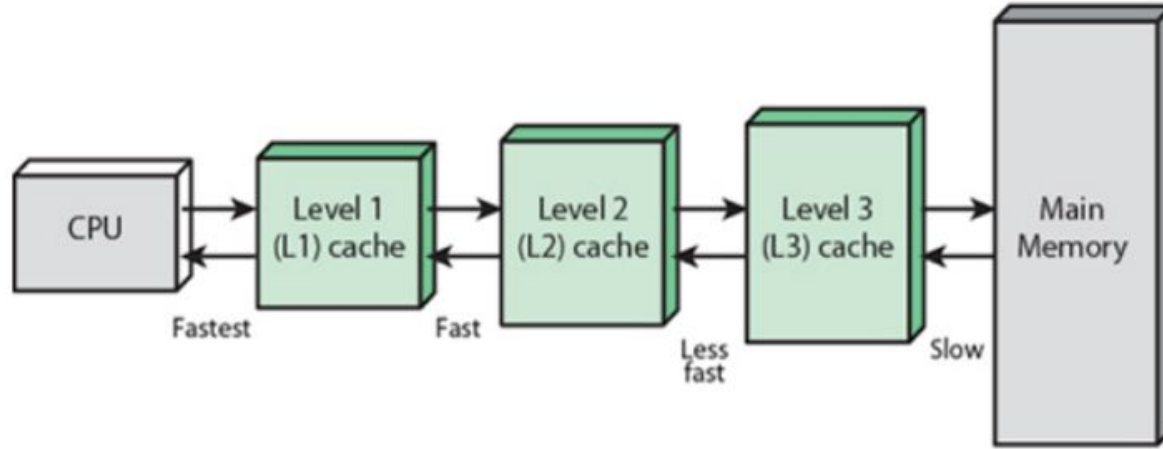 CPU
Level 1
(L1) cache
Level 2
(L2) cache
Level 3
(L3) cache
Main
Memory
Fastest
Fast
Less
fast
Slow